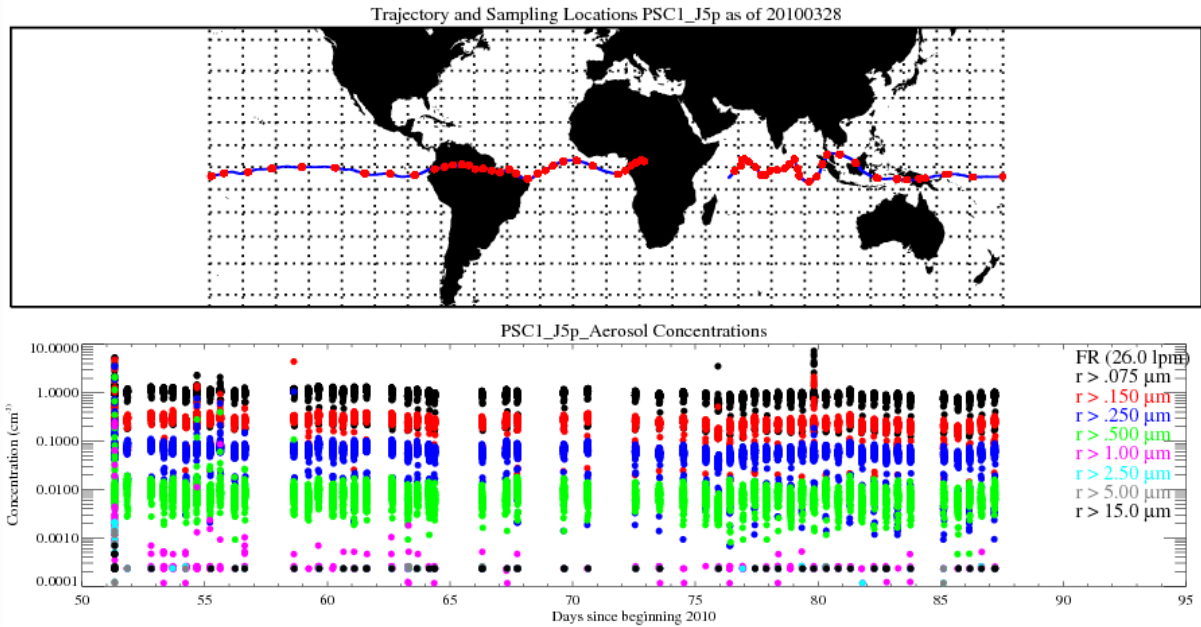 Trajectory and Sampling Locations PSC1_J5p as of 20100328
PSC1_J5p_Aerosol Concentrations
10.0000
1.0000
0.1000
0.0100
0.0010
0.0001
Concentration (cm⁻³)
FR (26.0 lpm)
r > .075 μm
r > .150 μm
r > .250 μm
r > .500 μm
r > 1.00 μm
r > 2.50 μm
r > 5.00 μm
r > 15.0 μm
50 55 60 65 70 75 80 85 90 95
Days since beginning 2010